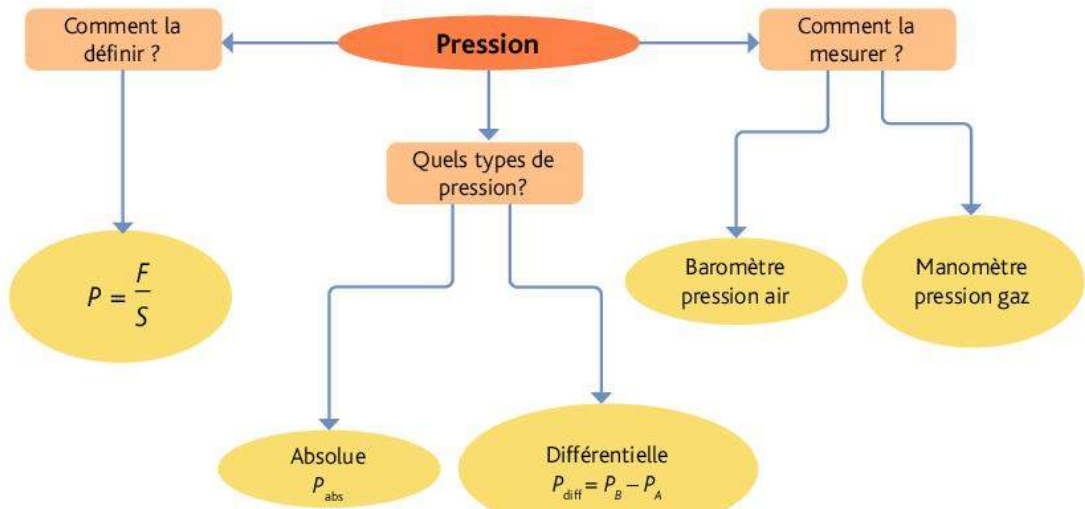 Pression
Comment la
définir ?
P = F/S
Quels types de
pression?
Absolue
P_abs
Différentielle
P_diff = P_B – P_A
Comment la
mesurer ?
Baromètre
pression air
Manomètre
pression gaz